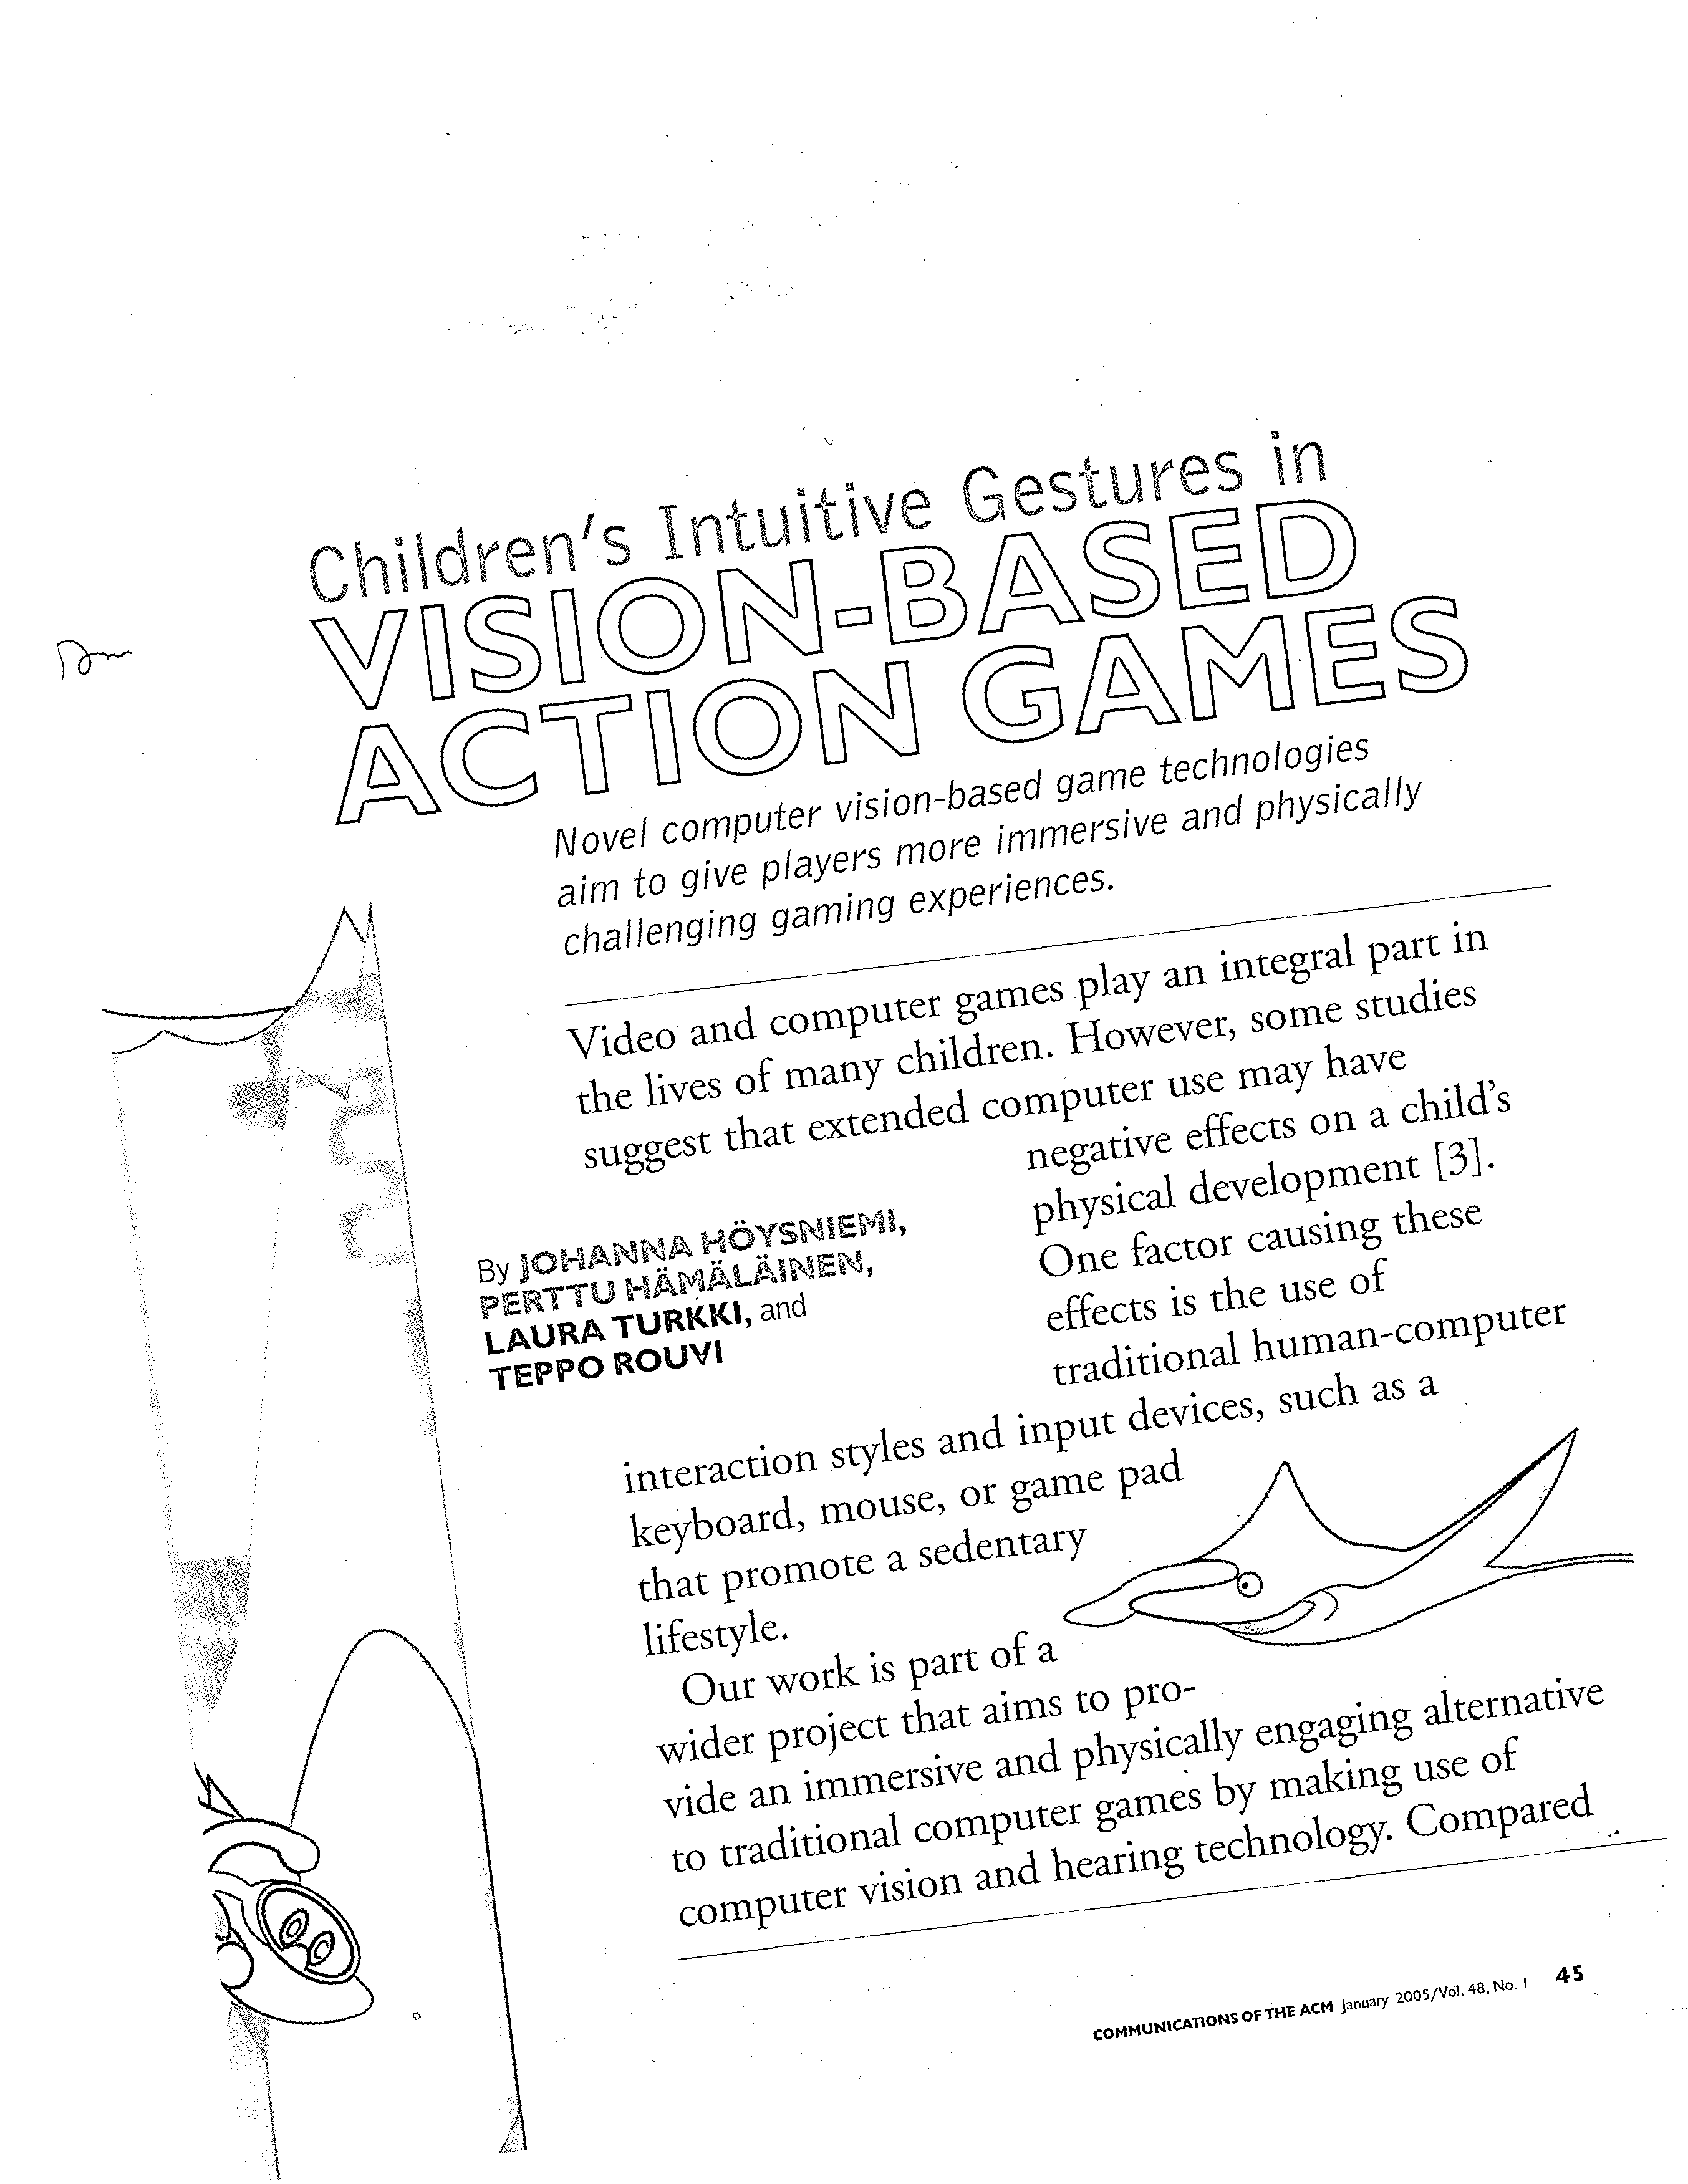 Children's Intuitive Gestures in
VISION-BASED
ACTION GAMES
Novel computer vision-based game technologies
aim to give players more immersive and physically
challenging gaming experiences.
Video and computer games play an integral part in
the lives of many children. However, some studies
suggest that extended computer use may have
negative effects on a child's
physical development [3].
One factor causing these
effects is the use of
traditional human-computer
By JOHANNA HÖYSNIEMI,
PERTTU HÄMÄLÄINEN,
LAURA TURKKI, and
TEPPO ROUVI
interaction styles and input devices, such as a
keyboard, mouse, or game pad
that promote a sedentary
lifestyle.
Our work is part of a
wider project that aims to pro-
vide an immersive and physically engaging alternative
to traditional computer games by making use of
computer vision and hearing technology. Compared
COMMUNICATIONS OF THE ACM January 2005/Vol. 48, No. 1 45